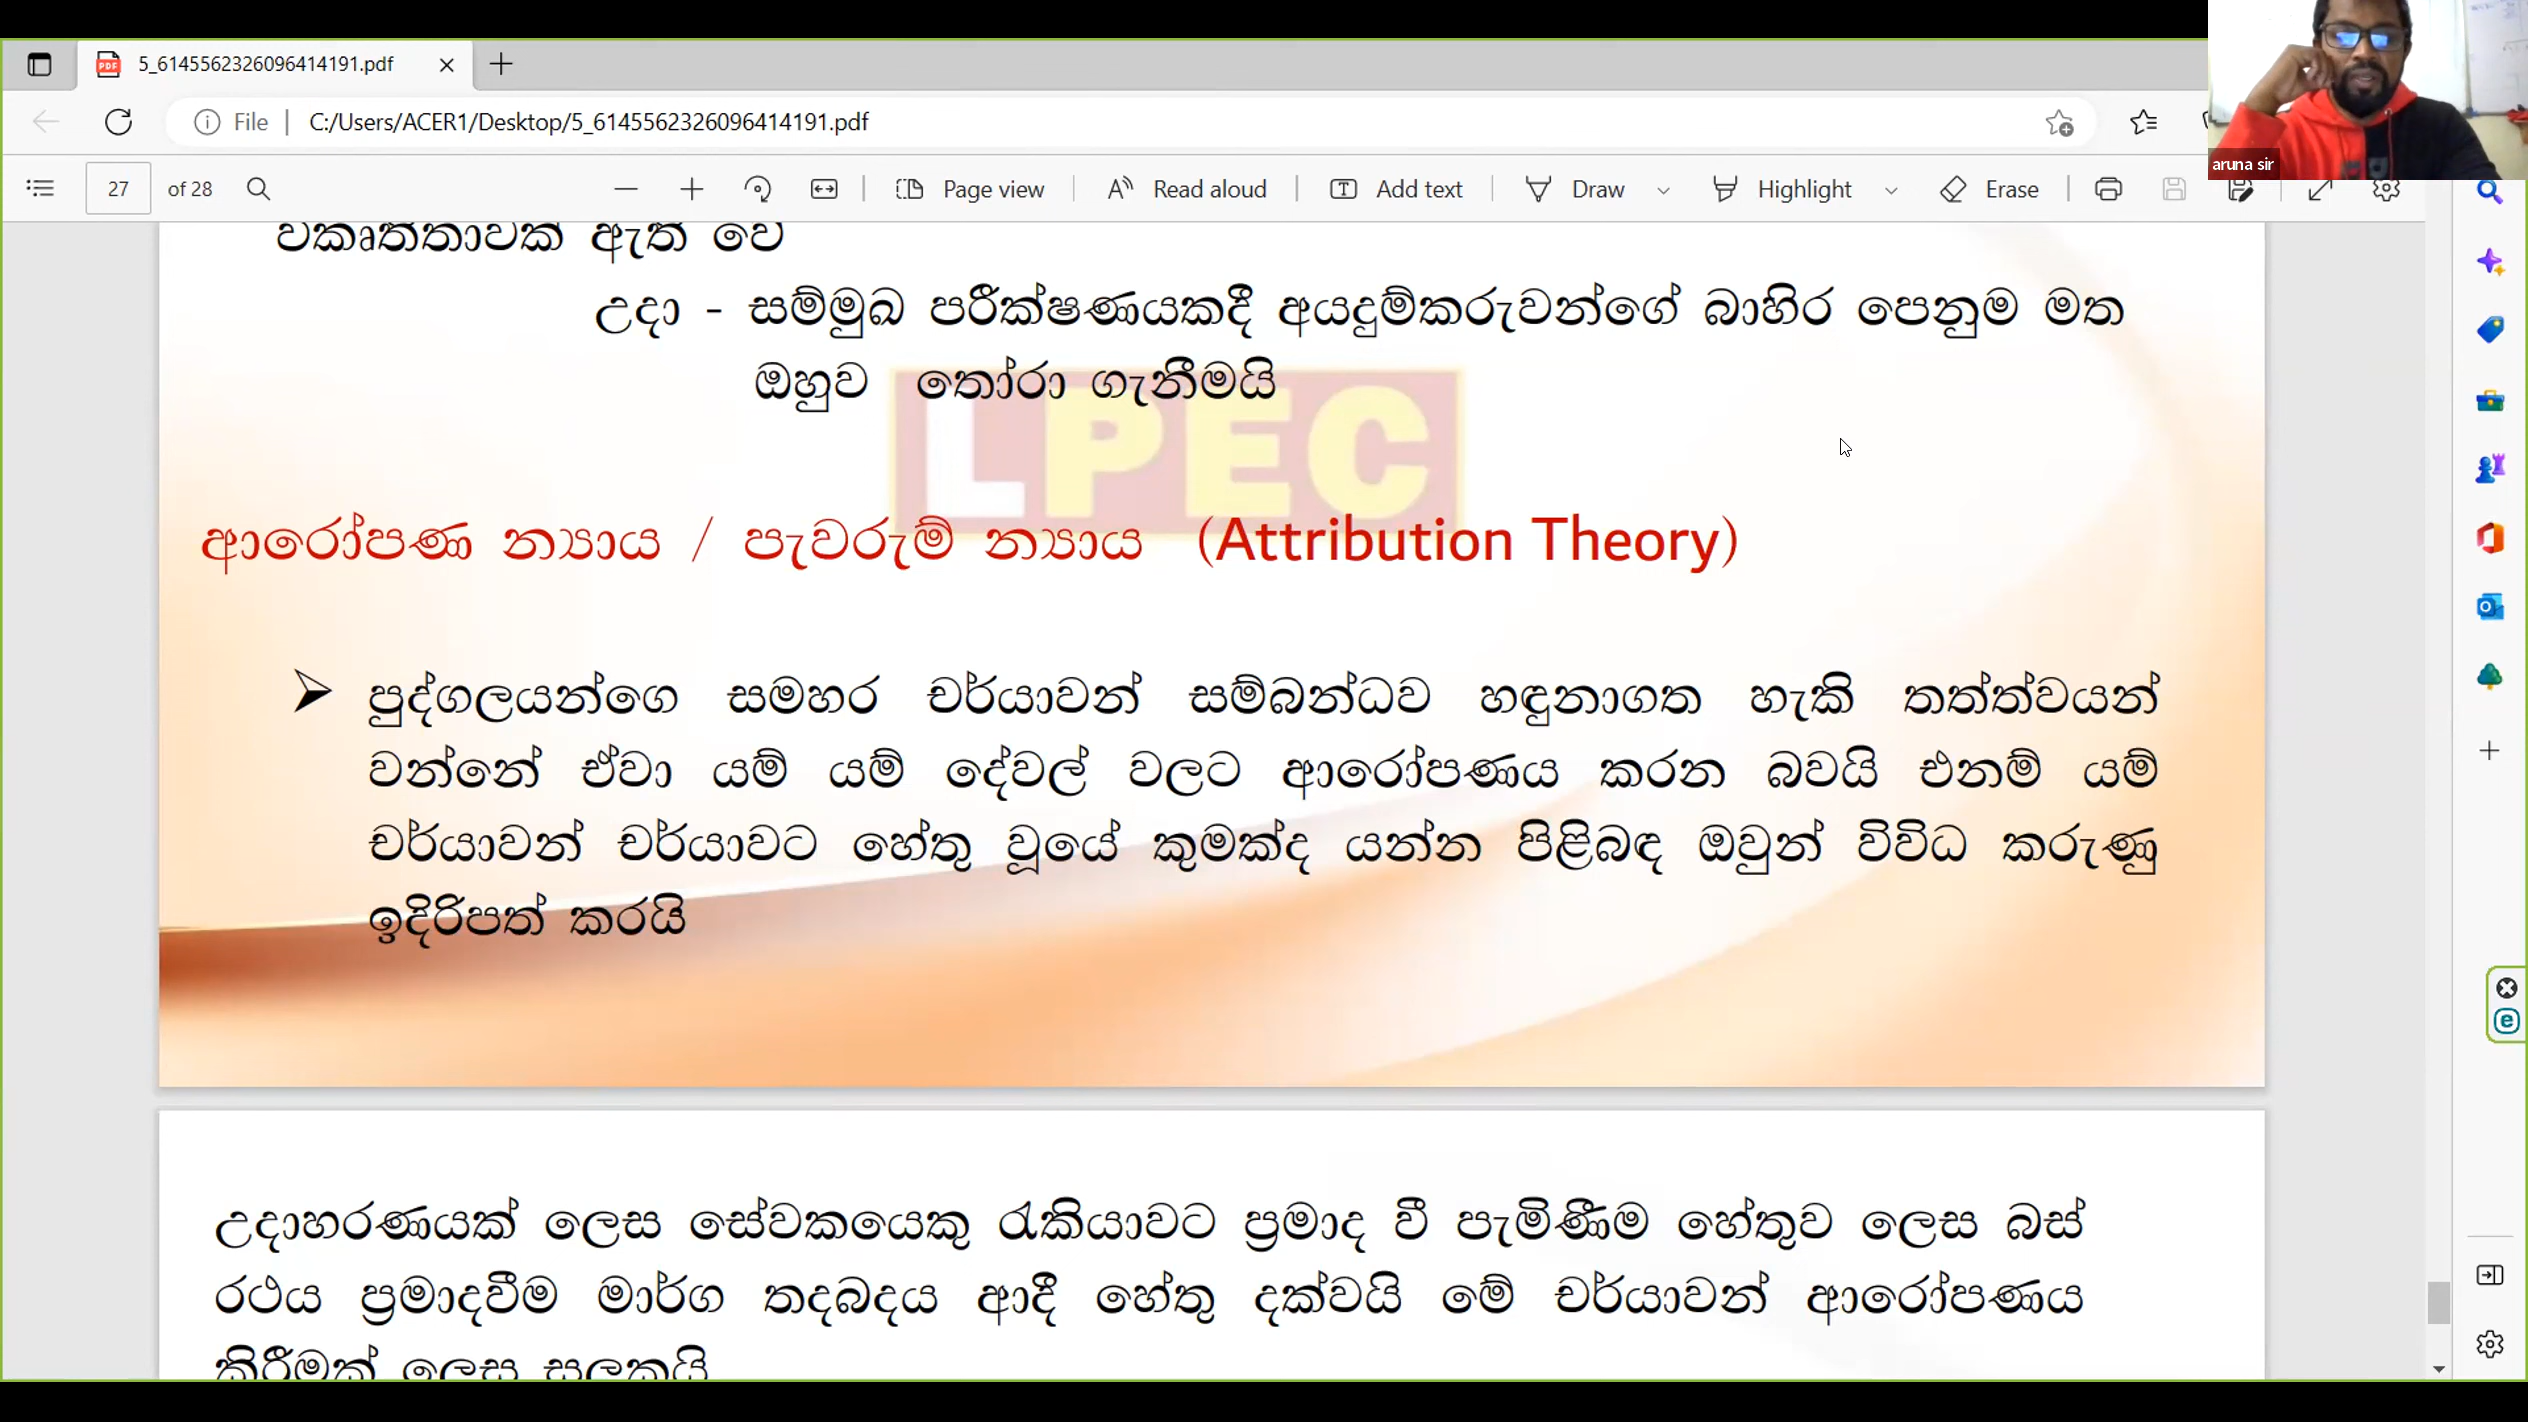 5_6145562326096414191.pdf
File
C:/Users/ACER1/Desktop/5_6145562326096414191.pdf
aruna sir
27 of 28
Page view
Read aloud
Add text
Draw
Highlight
Erase
ඇති වේ
උදා - සම්මුඛ පරීක්ෂණයකදී අයදුම්කරුවන්ගේ බාහිර පෙනුම මත
ඔහුව තෝරා ගැනීමයි
LPEC
ආරෝපණ න්‍යාය / පැවරුම් න්‍යාය (Attribution Theory)
➢ පුද්ගලයන්ගෙ සමහර චර්යාවන් සම්බන්ධව හඳුනාගත හැකි තත්ත්වයන්
වන්නේ ඒවා යම් යම් දේවල් වලට ආරෝපණය කරන බවයි එනම් යම්
චර්යාවන් චර්යාවට හේතු වූයේ කුමක්ද යන්න පිළිබඳ ඔවුන් විවිධ කරුණු
ඉදිරිපත් කරයි
උදාහරණයක් ලෙස සේවකයෙකු රැකියාවට ප්‍රමාද වී පැමිණීම හේතුව ලෙස බස්
රථය ප්‍රමාදවීම මාර්ග තදබදය ආදී හේතු දක්වයි මේ චර්යාවන් ආරෝපණය
කිරීමක් ලෙස සලකයි